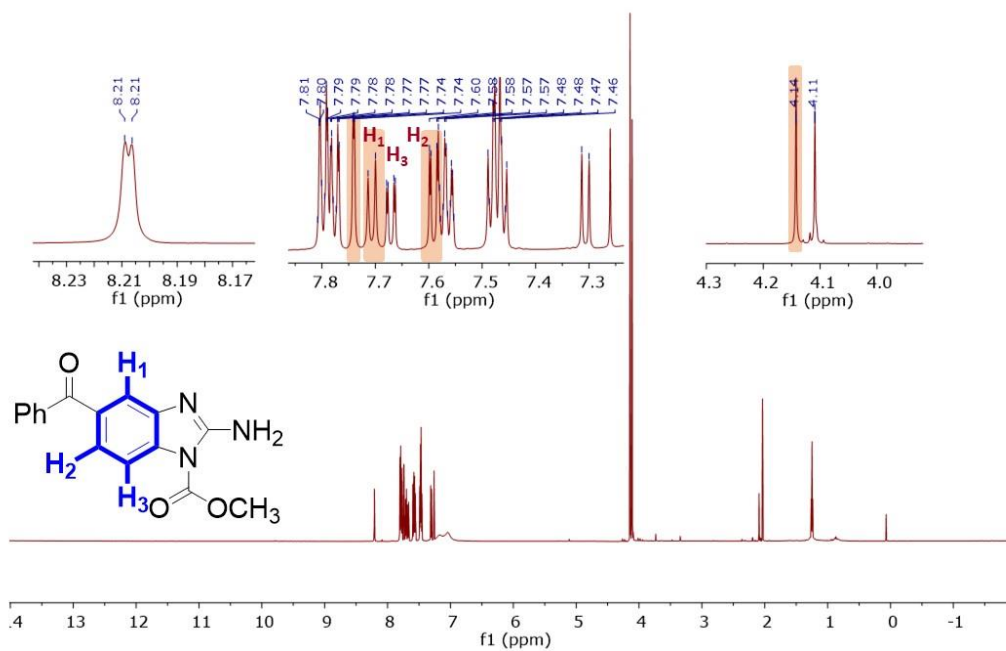 8.21
8.21
7.81
7.80
7.79
7.79
7.78
7.78
7.77
7.77
7.74
7.74
7.60
7.58
7.58
7.57
7.57
7.48
7.48
7.47
7.46
4.14
4.11
H1
H3
H2
8.23 8.21 8.19 8.17
f1 (ppm)
7.8 7.7 7.6 7.5 7.4 7.3
f1 (ppm)
4.3 4.2 4.1 4.0
f1 (ppm)
O
H1
Ph
N
NH2
H2
N
H3
O
OCH3
14 13 12 11 10 9 8 7 6 5 4 3 2 1 0 -1
f1 (ppm)